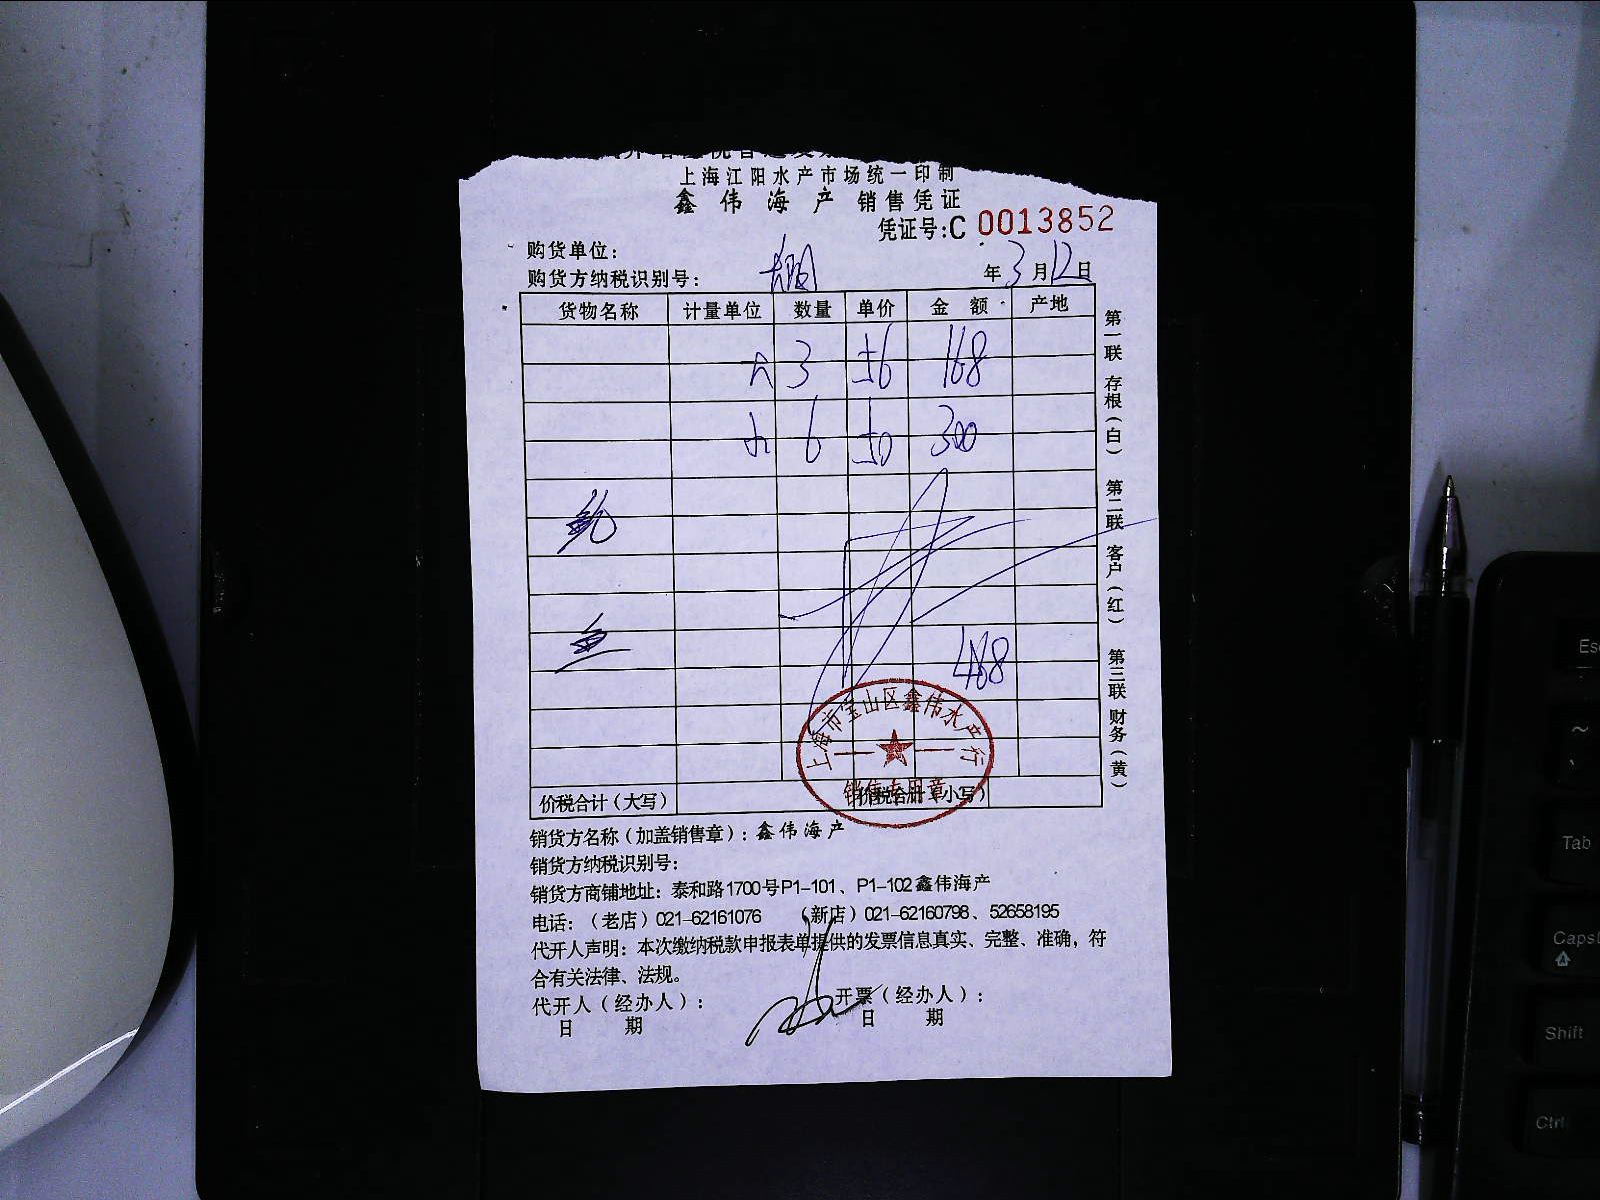 上海江阳水产市场统一印制
鑫伟海产 销售凭证
凭证号:C 0013852
购货单位:
购货方纳税识别号: 年3月12日
货物名称 计量单位 数量 单价 金额 产地
3 56 168
6 50 300
鲍
鱼
468
上海市宝山区鑫伟水产行
销售专用章
价税合计(大写) 价税合计(小写)
第一联 存根(白) 第二联 客户(红) 第三联 财务(黄)
销货方名称(加盖销售章): 鑫伟海产
销货方纳税识别号:
销货方商铺地址: 泰和路1700号P1-101、P1-102鑫伟海产
电话:(老店)021-62161076 (新店)021-62160798、52658195
代开人声明: 本次缴纳税款申报表单提供的发票信息真实、完整、准确, 符
合有关法律、法规。
代开人(经办人): 开票(经办人):
日期 日期
Esc
~
Tab
Caps
Shift
Ctrl